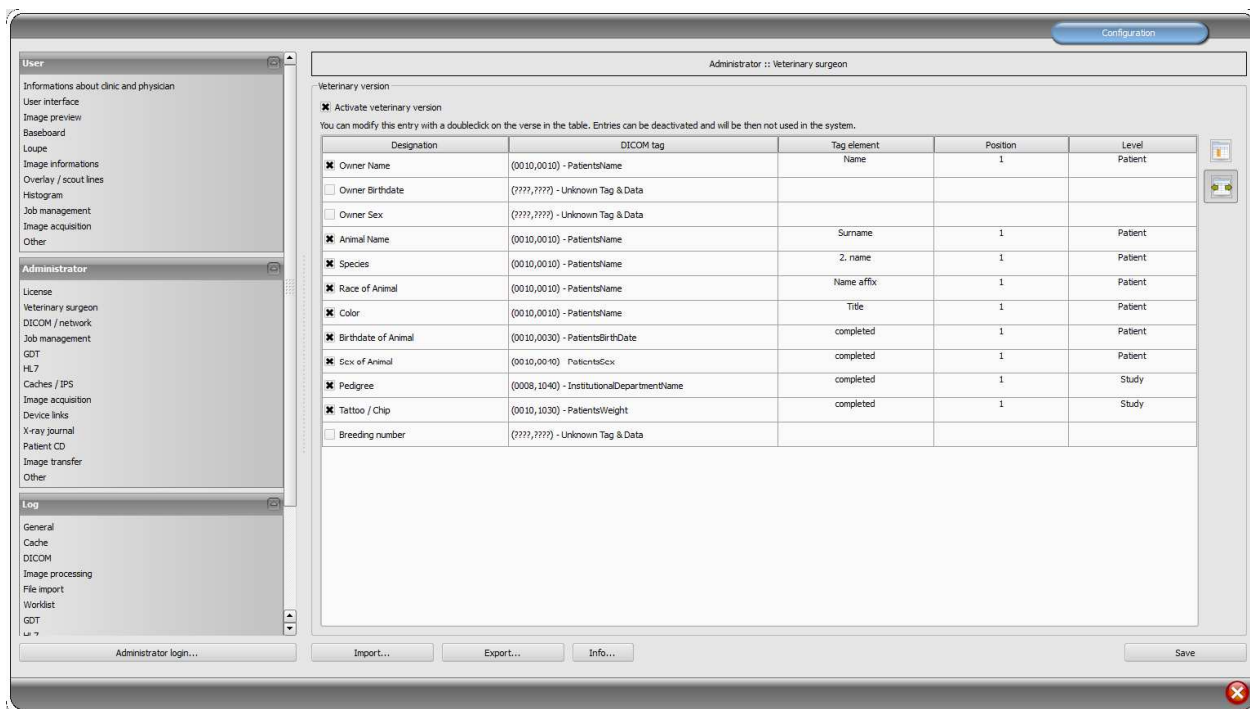 Configuration
User
Informations about clinic and physician
User interface
Image preview
Baseboard
Loupe
Image informations
Overlay / scout lines
Histogram
Job management
Image acquisition
Other
Administrator
License
Veterinary surgeon
DICOM / network
Job management
GDT
HL7
Caches / IPS
Image acquisition
Device links
X-ray journal
Patient CD
Image transfer
Other
Log
General
Cache
DICOM
Image processing
File import
Worklist
GDT
HL7
Administrator login...
Administrator :: Veterinary surgeon
Veterinary version
Activate veterinary version
You can modify this entry with a doubleclick on the verse in the table. Entries can be deactivated and will be then not used in the system.
Designation DICOM tag Tag element Position Level
Owner Name (0010,0010) - PatientsName Name 1 Patient
Owner Birthdate (????,????) - Unknown Tag & Data
Owner Sex (????,????) - Unknown Tag & Data
Animal Name (0010,0010) - PatientsName Surname 1 Patient
Species (0010,0010) - PatientsName 2. name 1 Patient
Race of Animal (0010,0010) - PatientsName Name affix 1 Patient
Color (0010,0010) - PatientsName Title 1 Patient
Birthdate of Animal (0010,0030) - PatientsBirthDate completed 1 Patient
Sex of Animal (0010,0040) - PatientsSex completed 1 Patient
Pedigree (0008,1040) - InstitutionalDepartmentName completed 1 Study
Tattoo / Chip (0010,1030) - PatientsWeight completed 1 Study
Breeding number (????,????) - Unknown Tag & Data
Import... Export... Info... Save